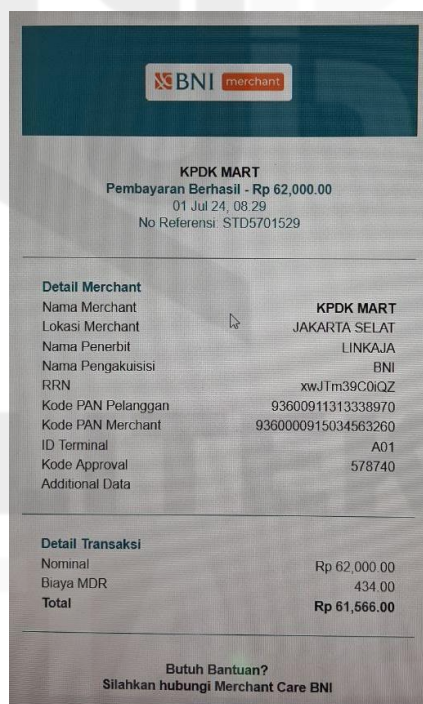 BNI merchant
KPDK MART
Pembayaran Berhasil - Rp 62,000.00
01 Jul 24, 08:29
No Referensi: STD5701529
Detail Merchant
Nama Merchant KPDK MART
Lokasi Merchant JAKARTA SELAT
Nama Penerbit LINKAJA
Nama Pengakuisisi BNI
RRN xwJTm39C0iQZ
Kode PAN Pelanggan 93600911313338970
Kode PAN Merchant 9360000915034563260
ID Terminal A01
Kode Approval 578740
Additional Data
Detail Transaksi
Nominal Rp 62,000.00
Biaya MDR 434.00
Total Rp 61,566.00
Butuh Bantuan?
Silahkan hubungi Merchant Care BNI